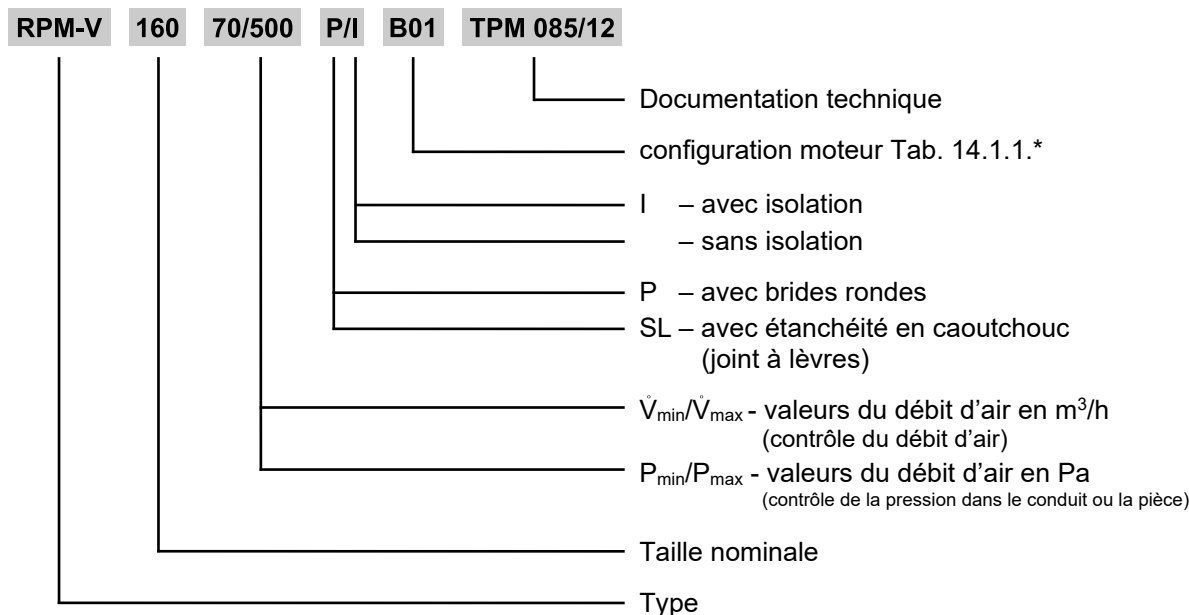 RPM-V 160 70/500 P/I B01 TPM 085/12
Documentation technique
configuration moteur Tab. 14.1.1.*
I – avec isolation
– sans isolation
P – avec brides rondes
SL – avec étanchéité en caoutchouc
(joint à lèvres)
V̊min/V̊max - valeurs du débit d’air en m³/h
(contrôle du débit d’air)
Pmin/Pmax - valeurs du débit d’air en Pa
(contrôle de la pression dans le conduit ou la pièce)
Taille nominale
Type